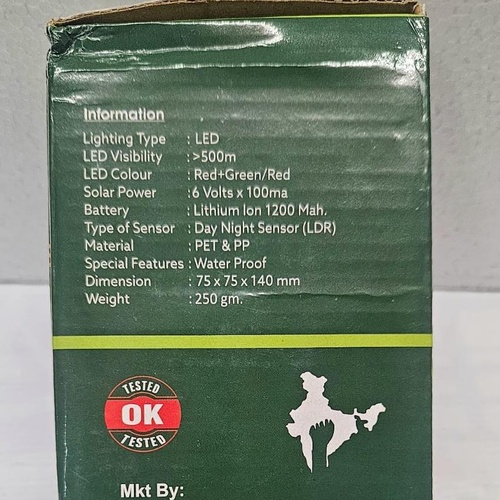 Information
Lighting Type : LED
LED Visibility : >500m
LED Colour : Red+Green/Red
Solar Power : 6 Volts x 100ma
Battery : Lithium Ion 1200 Mah.
Type of Sensor : Day Night Sensor (LDR)
Material : PET & PP
Special Features : Water Proof
Dimension : 75 x 75 x 140 mm
Weight : 250 gm.
TESTED
OK
TESTED
Mkt By: